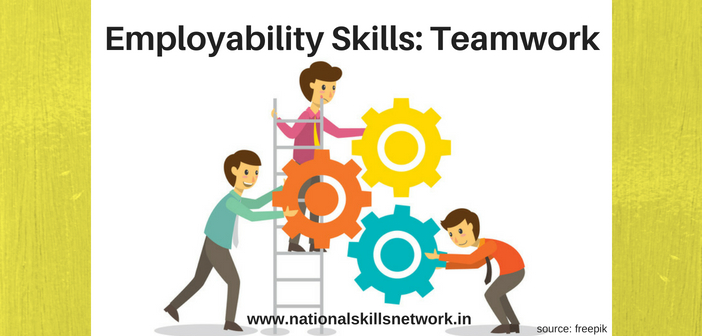 Employability Skills: Teamwork
www.nationalskillsnetwork.in
source: freepik